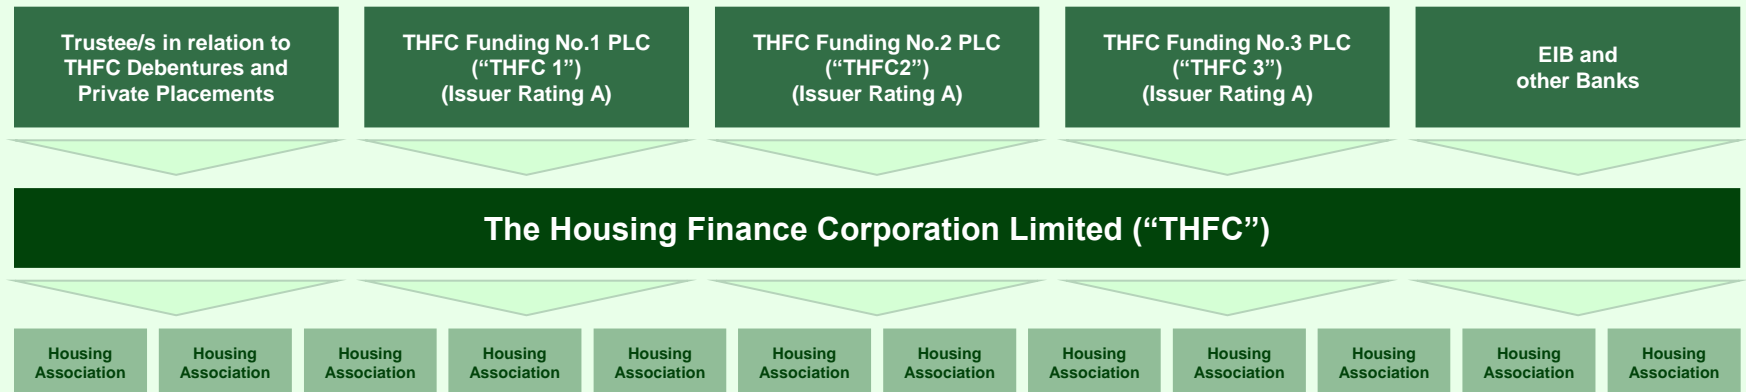 Trustee/s in relation to
THFC Debentures and
Private Placements
THFC Funding No.1 PLC
(“THFC 1”)
(Issuer Rating A)
THFC Funding No.2 PLC
(“THFC2”)
(Issuer Rating A)
THFC Funding No.3 PLC
(“THFC 3”)
(Issuer Rating A)
EIB and
other Banks
The Housing Finance Corporation Limited (“THFC”)
Housing
Association
Housing
Association
Housing
Association
Housing
Association
Housing
Association
Housing
Association
Housing
Association
Housing
Association
Housing
Association
Housing
Association
Housing
Association
Housing
Association